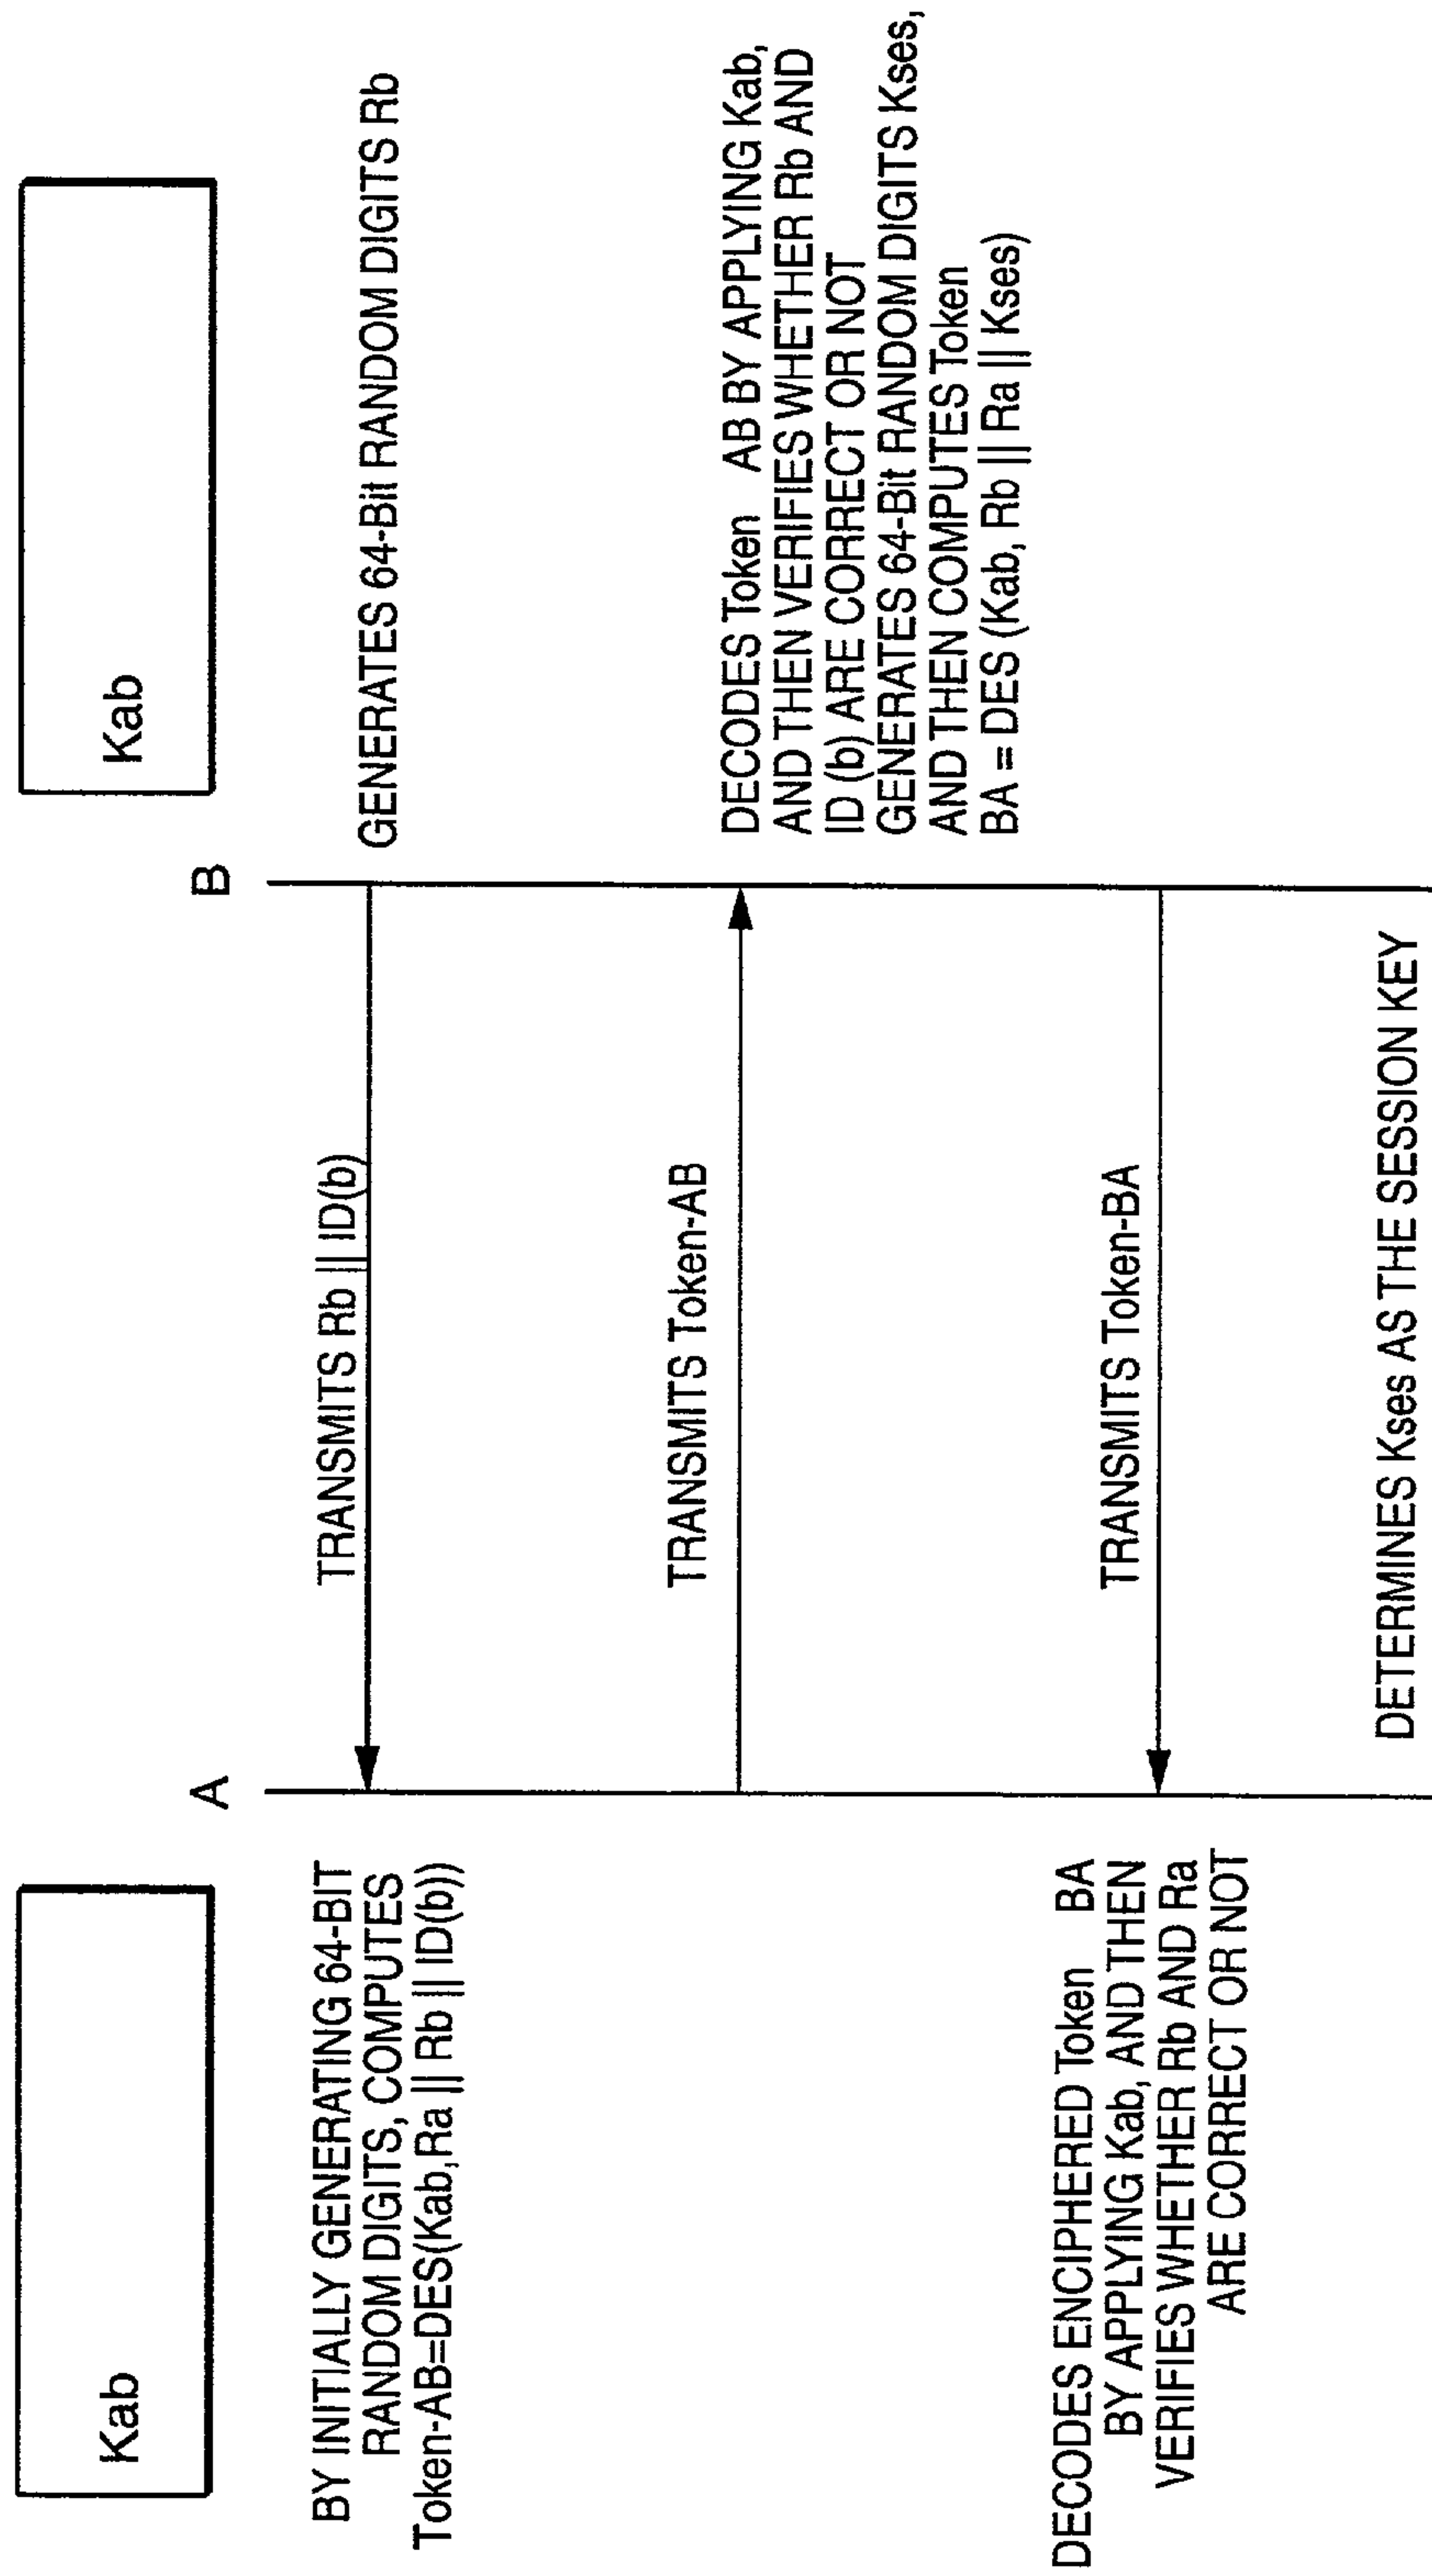 Kab
Kab
A
B
BY INITIALLY GENERATING 64-BIT
RANDOM DIGITS, COMPUTES
Token-AB=DES(Kab,Ra || Rb || ID(b))
TRANSMITS Rb || ID(b)
GENERATES 64-Bit RANDOM DIGITS Rb
TRANSMITS Token-AB
DECODES Token AB BY APPLYING Kab,
AND THEN VERIFIES WHETHER Rb AND
ID (b) ARE CORRECT OR NOT
GENERATES 64-Bit RANDOM DIGITS Kses,
AND THEN COMPUTES Token
BA = DES (Kab, Rb || Ra || Kses)
DECODES ENCIPHERED Token BA
BY APPLYING Kab, AND THEN
VERIFIES WHETHER Rb AND Ra
ARE CORRECT OR NOT
TRANSMITS Token-BA
DETERMINES Kses AS THE SESSION KEY